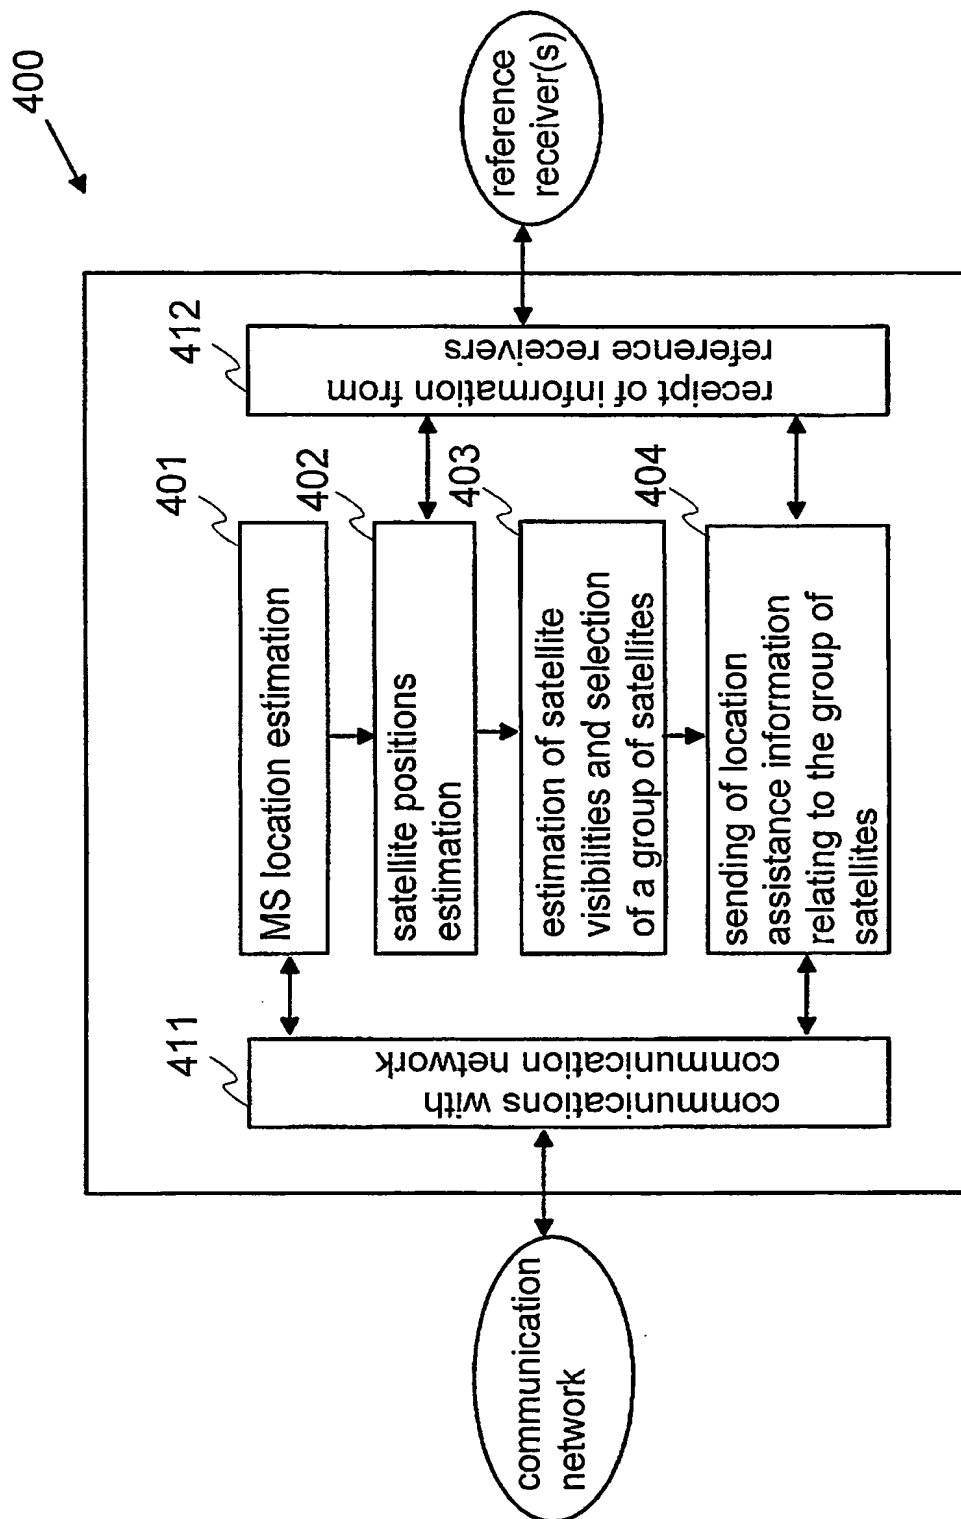 400
reference
receiver(s)
412
receipt of information from
reference receivers
401
MS location estimation
402
satellite positions
estimation
403
estimation of satellite
visibilities and selection
of a group of satellites
404
sending of location
assistance information
relating to the group of
satellites
411
communications with
communication network
communication
network